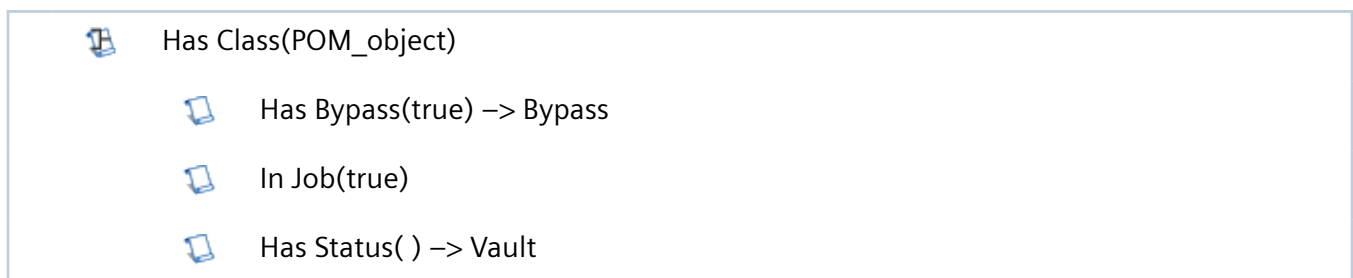 Has Class(POM_object)
Has Bypass(true) –> Bypass
In Job(true)
Has Status( ) –> Vault